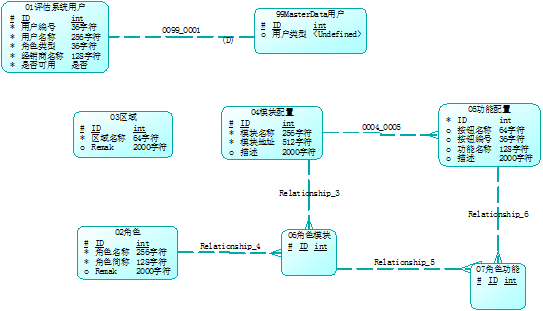 01评估系统用户
# ID int
* 用户编号 36字符
* 用户名称 256字符
* 角色类型 36字符
* 经销商名称 128字符
* 是否可用 是否
0099_0001
(D)
99MasterData用户
# ID int
o 用户类型 <Undefined>
03区域
# ID int
* 区域名称 64字符
o Remak 2000字符
04模块配置
# ID int
* 模块名称 256字符
* 模块地址 512字符
o 描述 2000字符
0004_0005
05功能配置
* ID int
o 按钮名称 64字符
o 按钮编号 36字符
o 功能名称 128字符
o 描述 2000字符
Relationship_3
Relationship_6
02角色
# ID int
* 角色名称 256字符
* 角色简称 128字符
o Remak 2000字符
Relationship_4
06角色模块
# ID int
Relationship_5
07角色功能
# ID int